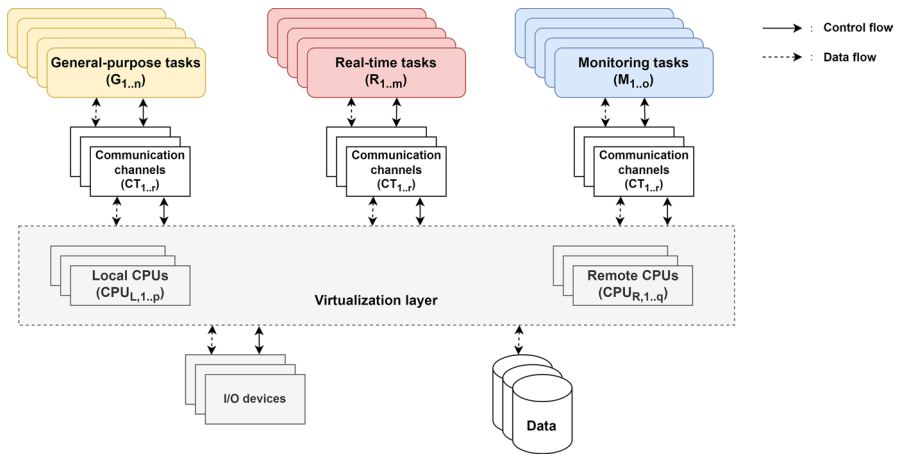 General-purpose tasks
(G1..n)
Real-time tasks
(R1..m)
Monitoring tasks
(M1..o)
: Control flow
: Data flow
Communication
channels
(CT1..r)
Communication
channels
(CT1..r)
Communication
channels
(CT1..r)
Local CPUs
(CPUL,1..p)
Remote CPUs
(CPUR,1..q)
Virtualization layer
I/O devices
Data